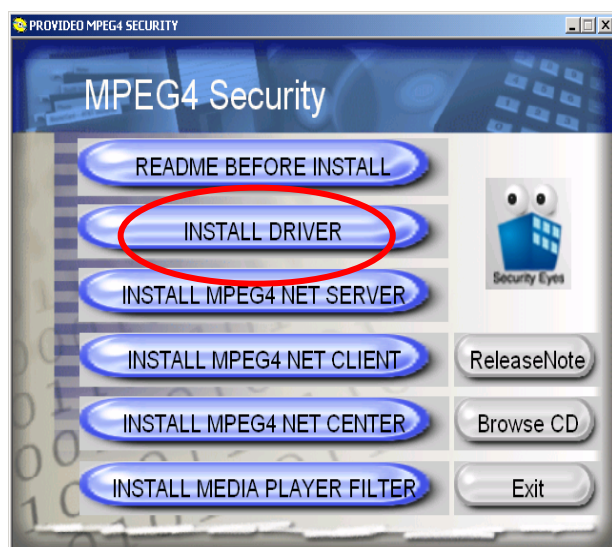 PROVIDEO MPEG4 SECURITY
MPEG4 Security
README BEFORE INSTALL
INSTALL DRIVER
Security Eyes
INSTALL MPEG4 NET SERVER
INSTALL MPEG4 NET CLIENT
ReleaseNote
INSTALL MPEG4 NET CENTER
Browse CD
INSTALL MEDIA PLAYER FILTER
Exit